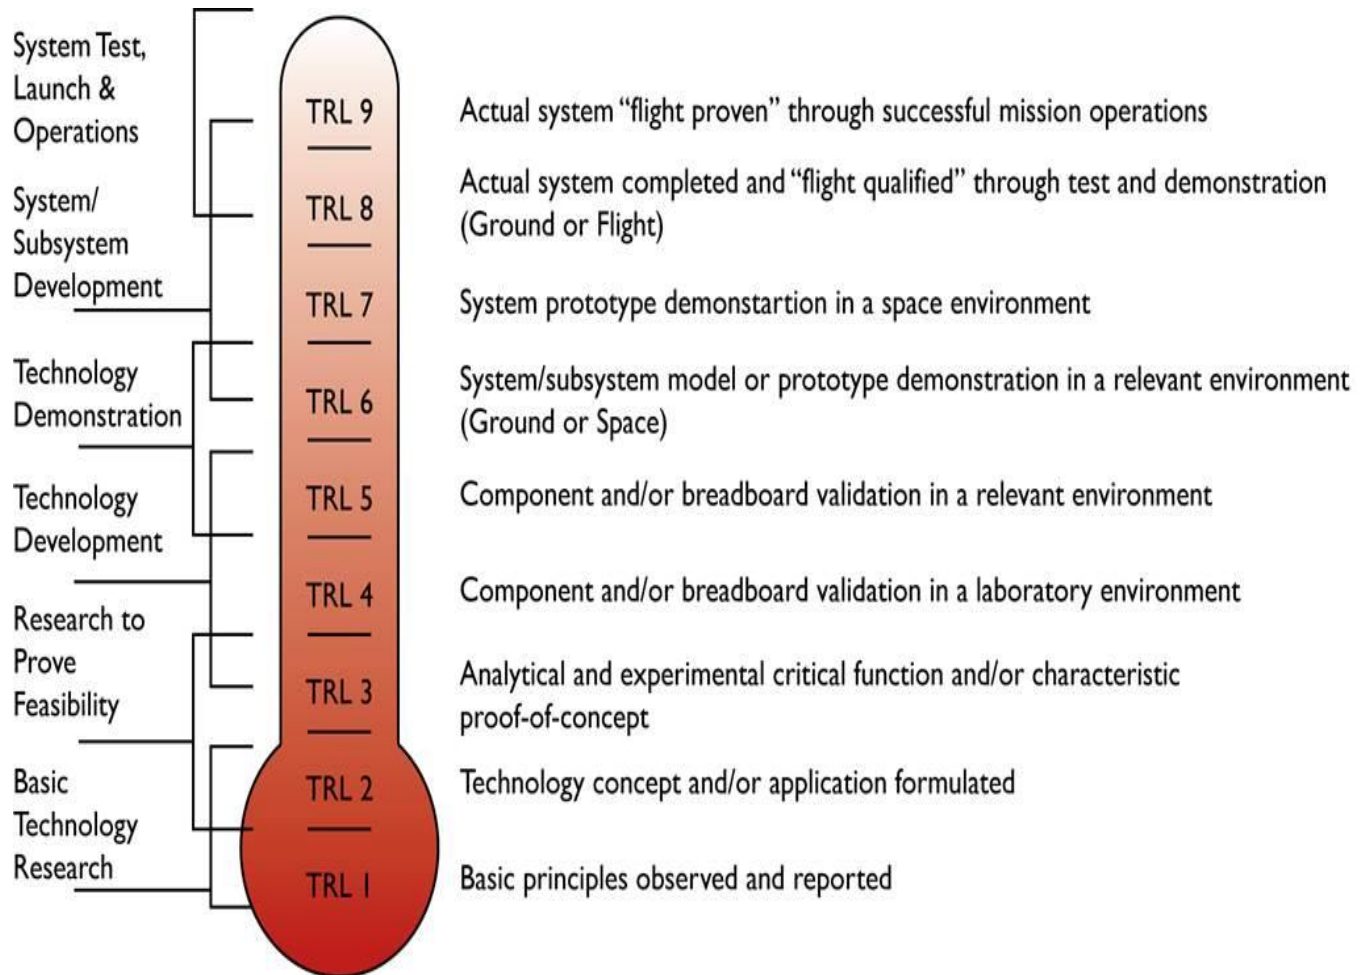 System Test,
Launch &
Operations
System/
Subsystem
Development
Technology
Demonstration
Technology
Development
Research to
Prove
Feasibility
Basic
Technology
Research
TRL 9
TRL 8
TRL 7
TRL 6
TRL 5
TRL 4
TRL 3
TRL 2
TRL 1
Actual system “flight proven” through successful mission operations
Actual system completed and “flight qualified” through test and demonstration
(Ground or Flight)
System prototype demonstartion in a space environment
System/subsystem model or prototype demonstration in a relevant environment
(Ground or Space)
Component and/or breadboard validation in a relevant environment
Component and/or breadboard validation in a laboratory environment
Analytical and experimental critical function and/or characteristic
proof-of-concept
Technology concept and/or application formulated
Basic principles observed and reported